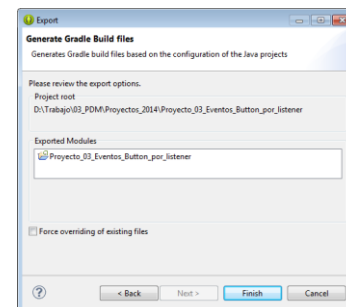 Export
Generate Gradle Build files
Generates Gradle build files based on the configuration of the Java projects
Please review the export options.
Project root
D:\Trabajo\03_PDM\Proyectos_2014\Proyecto_03_Eventos_Button_por_listener
Exported Modules
Proyecto_03_Eventos_Button_por_listener
Force overriding of existing files
? < Back Next > Finish Cancel